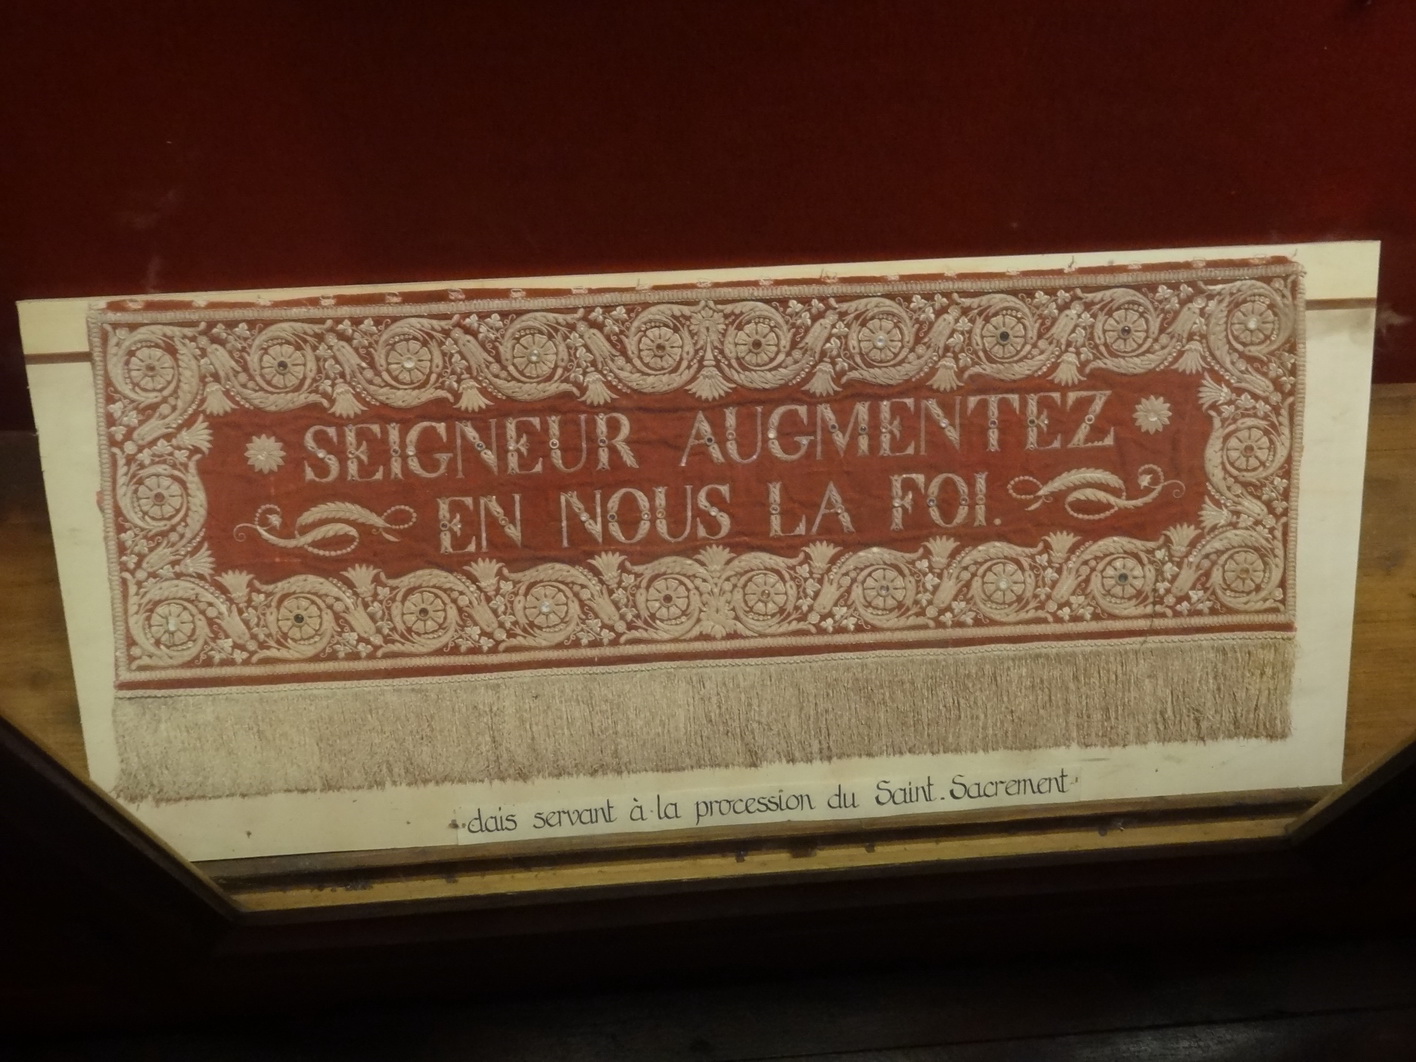 SEIGNEUR AUGMENTEZ
EN NOUS LA FOI.
dais servant à la procession du Saint-Sacrement